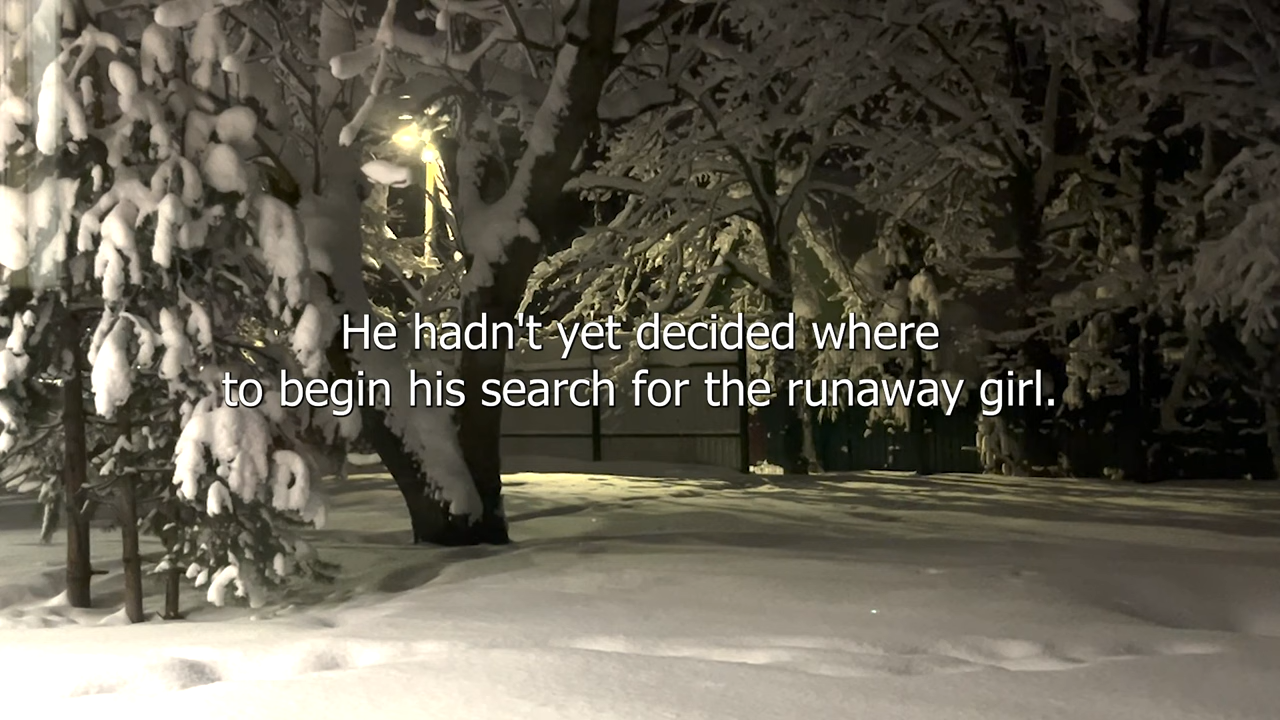 He hadn't yet decided where
to begin his search for the runaway girl.